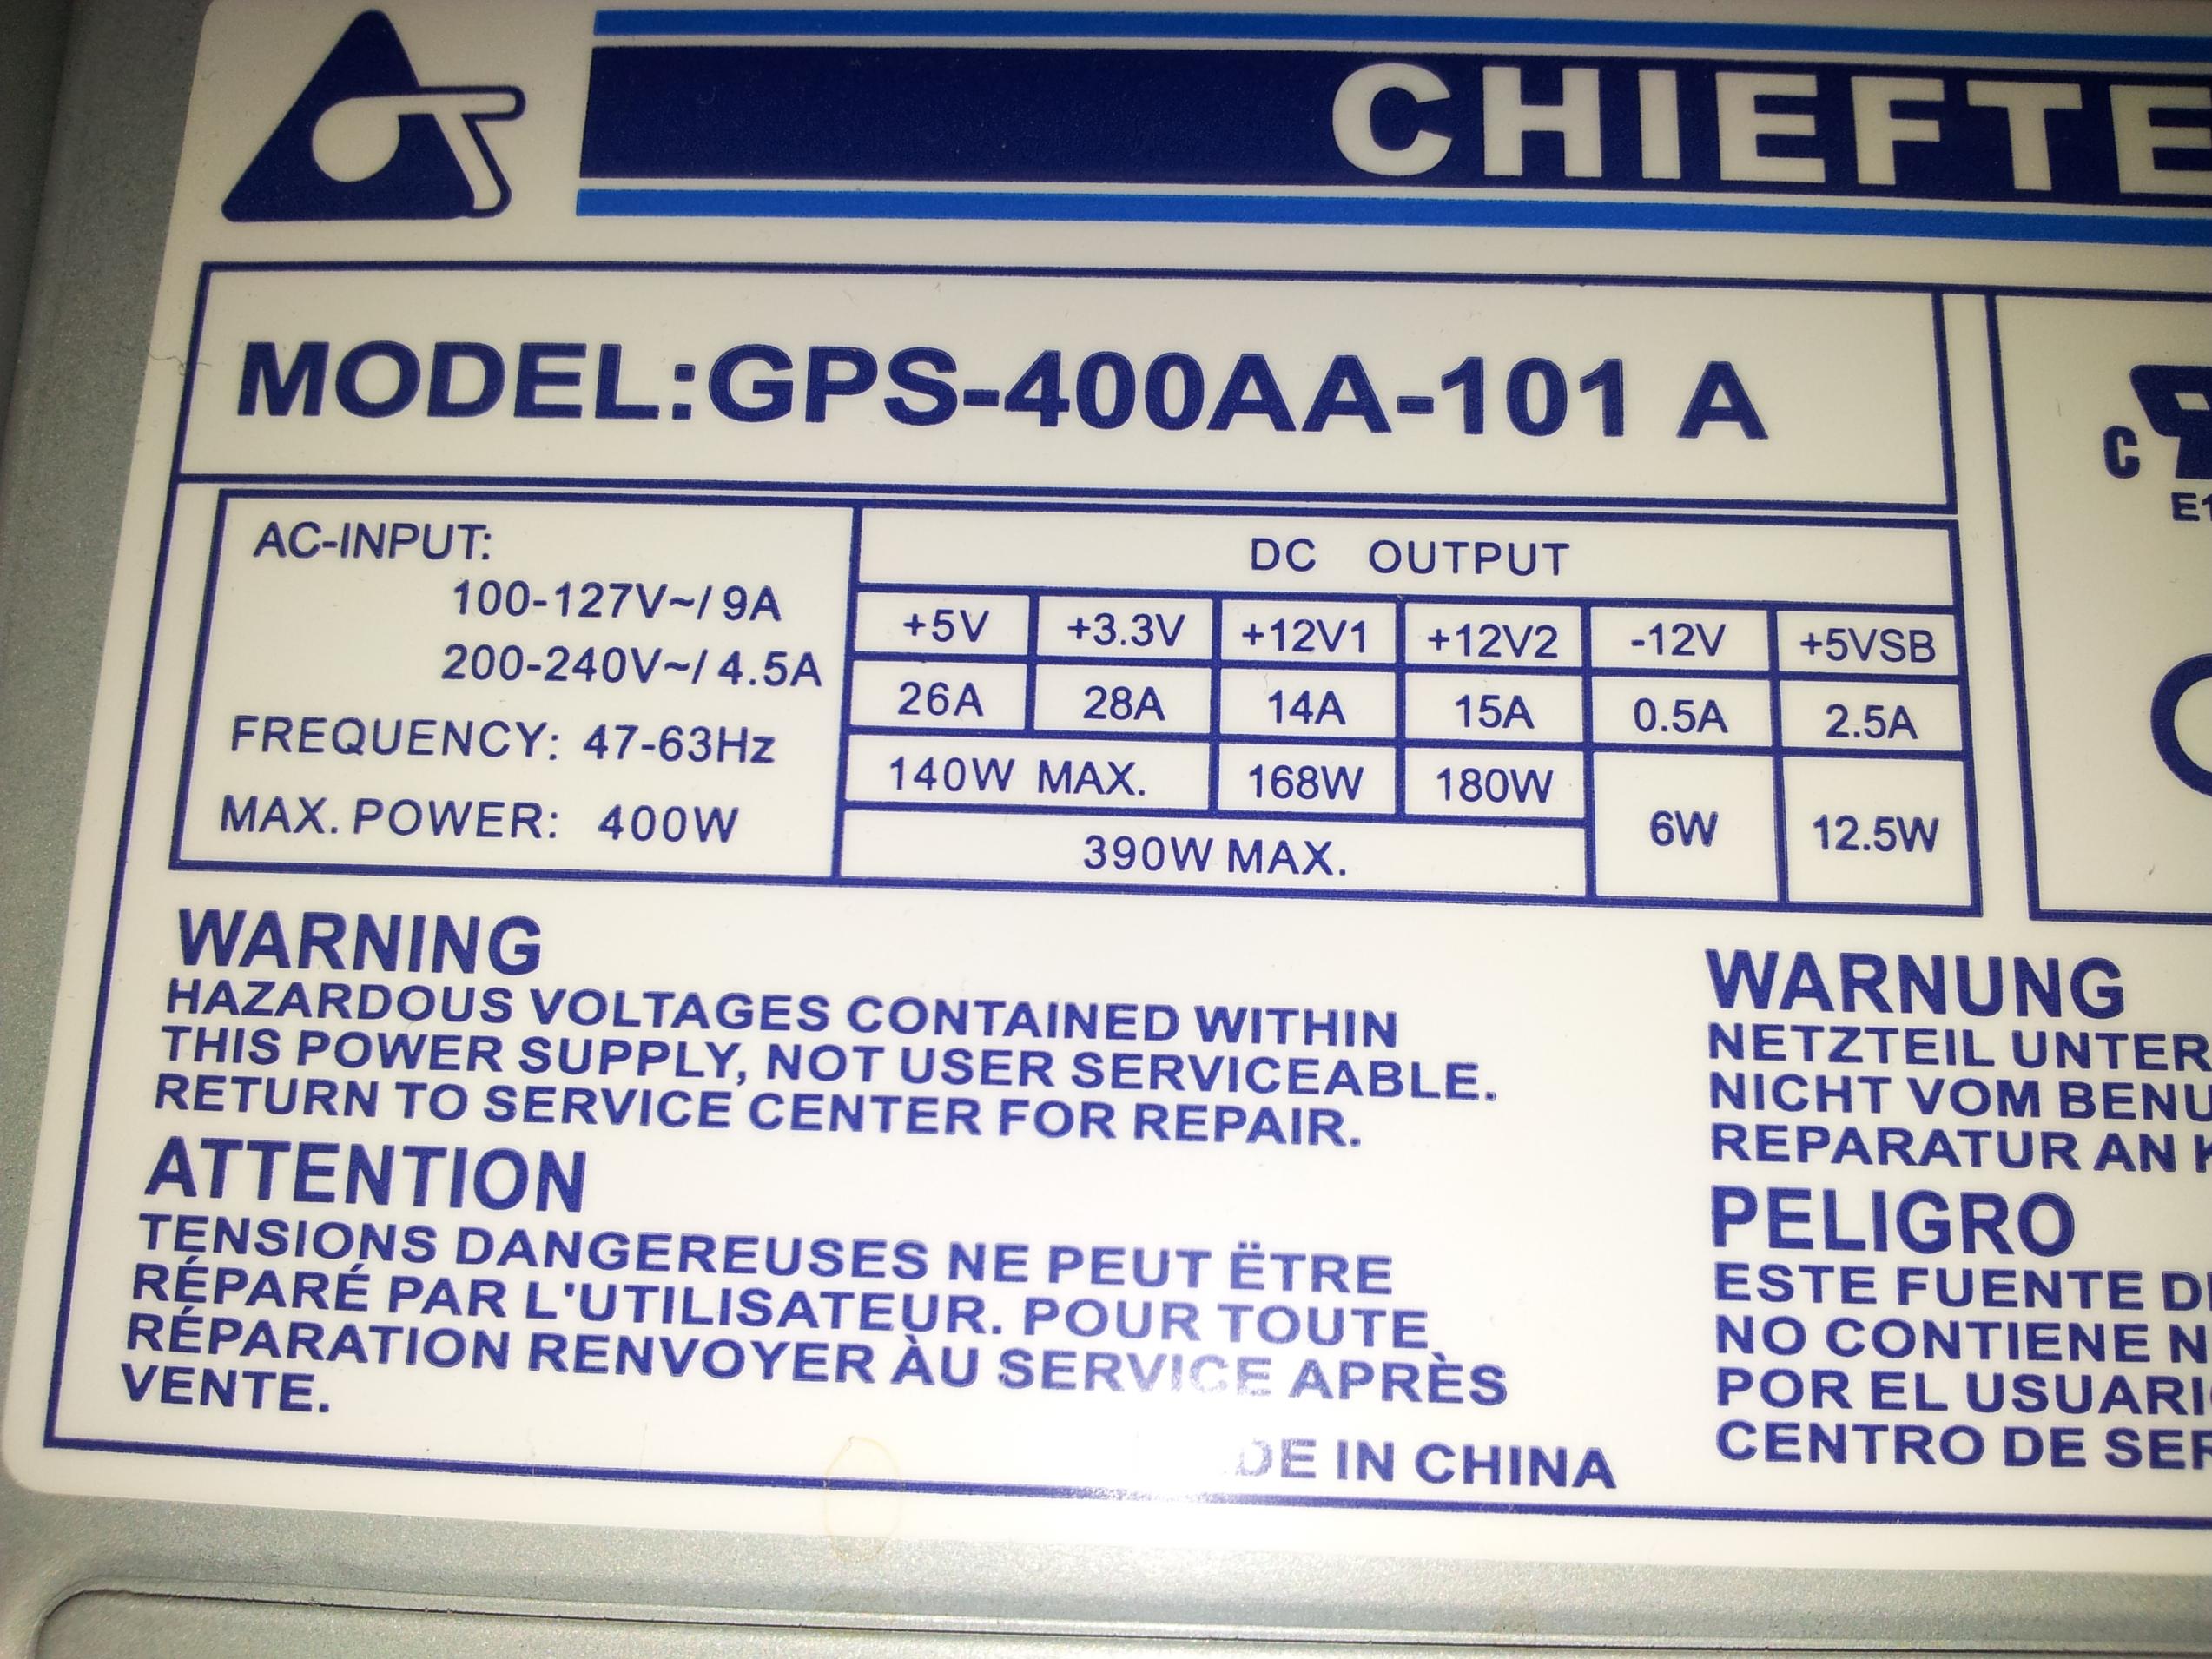 CHIEFTE
MODEL:GPS-400AA-101 A
AC-INPUT:
100-127V~/ 9A
200-240V~/ 4.5A
FREQUENCY: 47-63Hz
MAX. POWER: 400W
DC OUTPUT
+5V +3.3V +12V1 +12V2 -12V +5VSB
26A 28A 14A 15A 0.5A 2.5A
140W MAX. 168W 180W 6W 12.5W
390W MAX.
C
E1
WARNING
HAZARDOUS VOLTAGES CONTAINED WITHIN
THIS POWER SUPPLY, NOT USER SERVICEABLE.
RETURN TO SERVICE CENTER FOR REPAIR.
ATTENTION
TENSIONS DANGEREUSES NE PEUT ËTRE
RÉPARÉ PAR L'UTILISATEUR. POUR TOUTE
RÉPARATION RENVOYER ÀU SERVICE APRÈS
VENTE.
DE IN CHINA
WARNUNG
NETZTEIL UNTER
NICHT VOM BENU
REPARATUR AN K
PELIGRO
ESTE FUENTE DE
NO CONTIENE N
POR EL USUARI
CENTRO DE SER